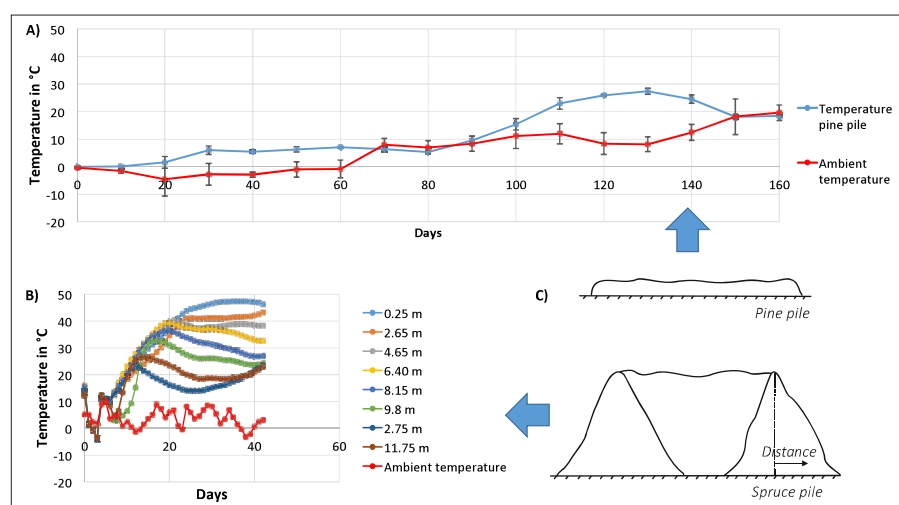 A)
Temperature in °C
50
40
30
20
10
0
-10
-20
0
20
40
60
80
100
120
140
160
Days
Temperature
pine pile
Ambient
temperature
B)
Temperature in °C
50
40
30
20
10
0
-10
-20
0
20
40
60
Days
0.25 m
2.65 m
4.65 m
6.40 m
8.15 m
9.8 m
2.75 m
11.75 m
Ambient temperature
C)
Pine pile
Distance
Spruce pile